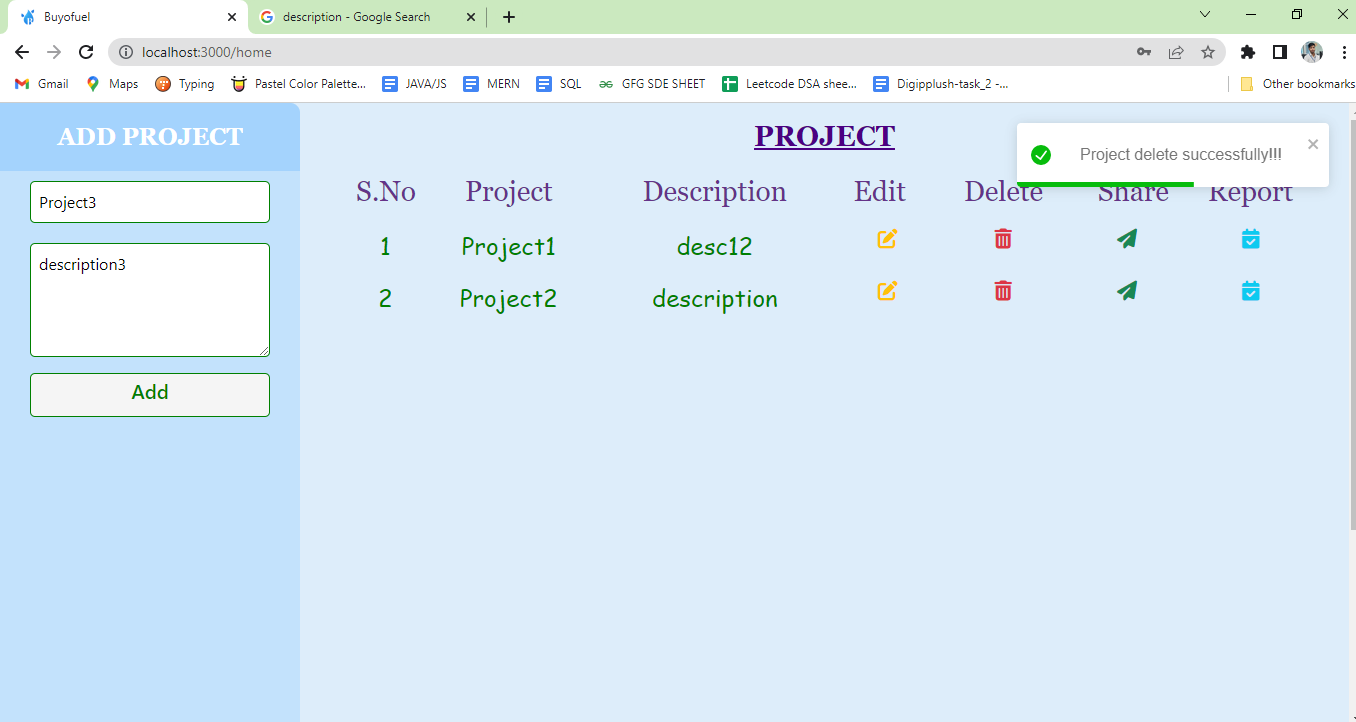 Buyofuel
description - Google Search
localhost:3000/home
Gmail
Maps
Typing
Pastel Color Palette...
JAVA/JS
MERN
SQL
GFG SDE SHEET
Leetcode DSA shee...
Digipplush-task_2 -...
Other bookmarks
ADD PROJECT
Project3
description3
Add
PROJECT
Project delete successfully!!!
S.No Project Description Edit Delete Share Report
1 Project1 desc12
2 Project2 description